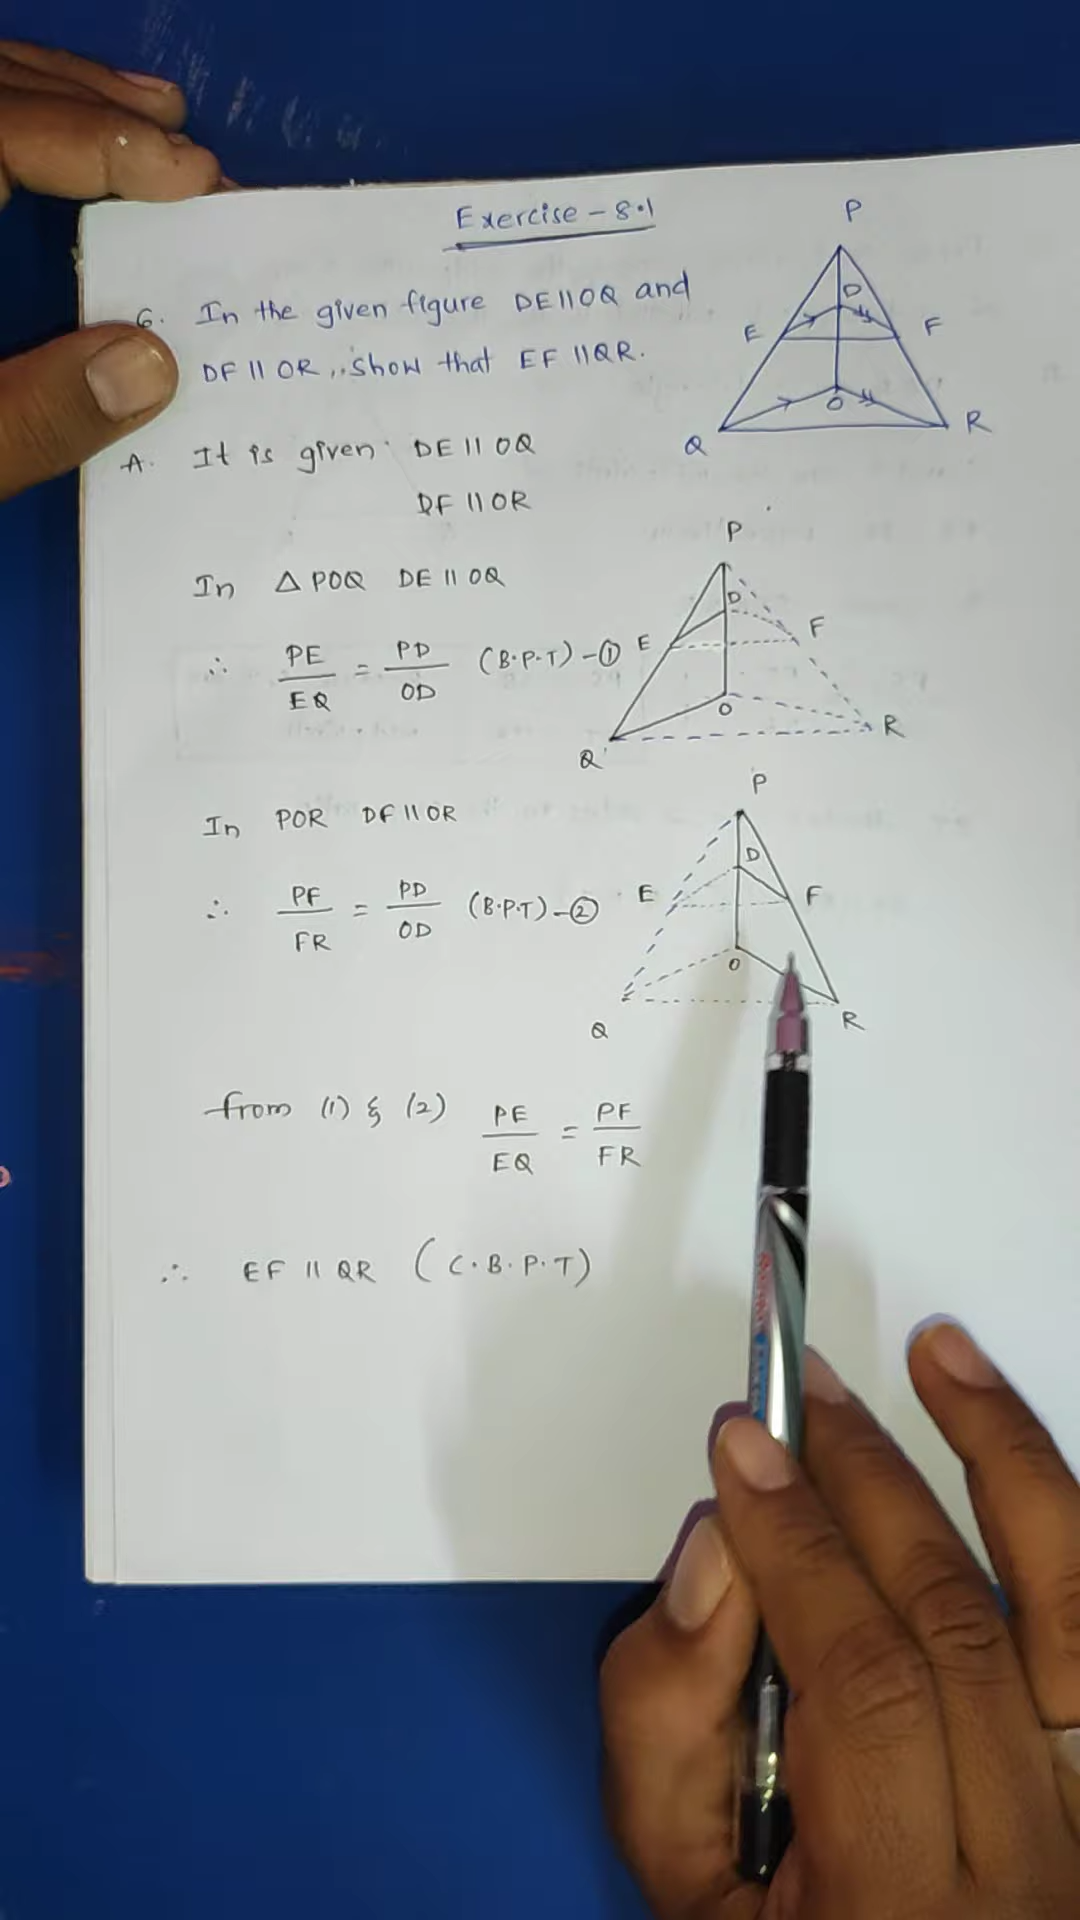 Exercise - 8.1
6. In the given figure DE || OQ and
DF || OR, show that EF || QR.
P
D
E
F
O
Q
R
A. It is given DE || OQ
DF || OR
In △ POQ DE || OQ
∴ PE/EQ = PD/OD (B.P.T) - ①
P
D
E
F
O
Q
R
In POR DF || OR
∴ PF/FR = PD/OD (B.P.T) - ②
P
D
E
F
O
Q
R
from (1) & (2) PE/EQ = PF/FR
∴ EF || QR (C.B.P.T)